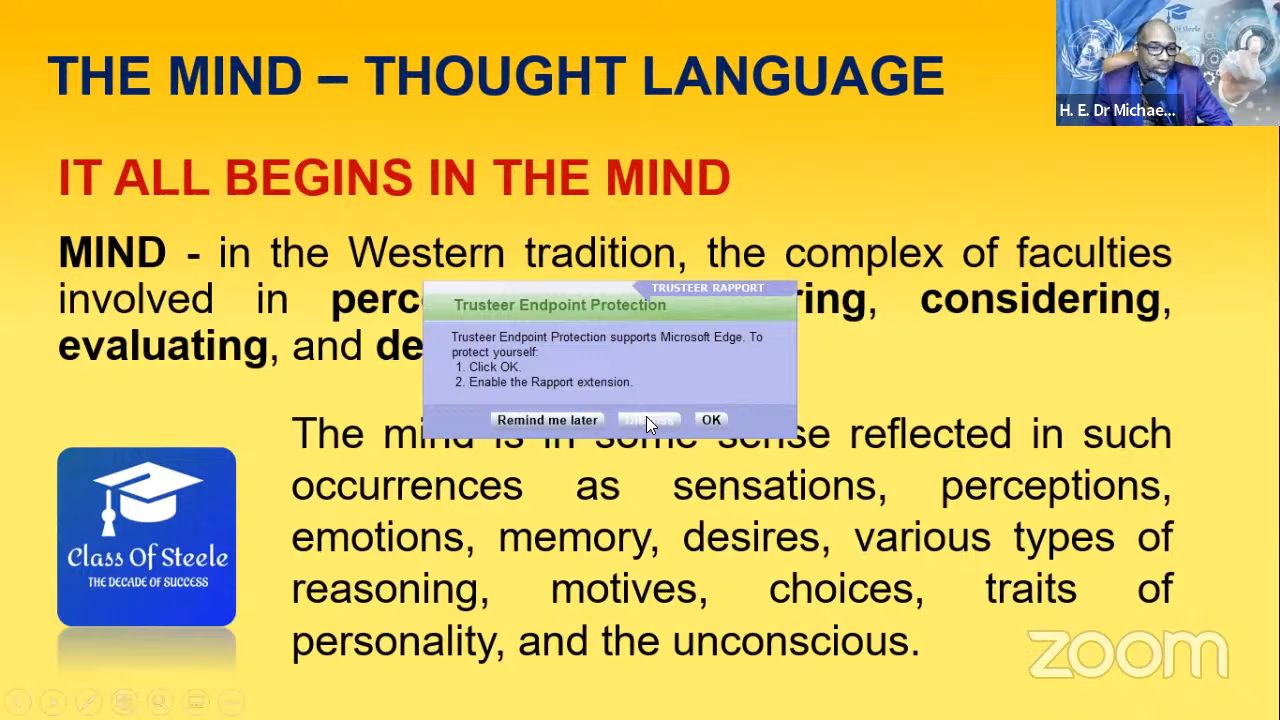 THE MIND – THOUGHT LANGUAGE
H. E. Dr Michae...
IT ALL BEGINS IN THE MIND
MIND - in the Western tradition, the complex of faculties
involved in perc ring, considering,
evaluating, and de
TRUSTEER RAPPORT
Trusteer Endpoint Protection
Trusteer Endpoint Protection supports Microsoft Edge. To
protect yourself:
1. Click OK.
2. Enable the Rapport extension.
Remind me later OK
The mind is in some sense reflected in such
occurrences as sensations, perceptions,
emotions, memory, desires, various types of
reasoning, motives, choices, traits of
personality, and the unconscious.
Class Of Steele
THE DECADE OF SUCCESS
zoom